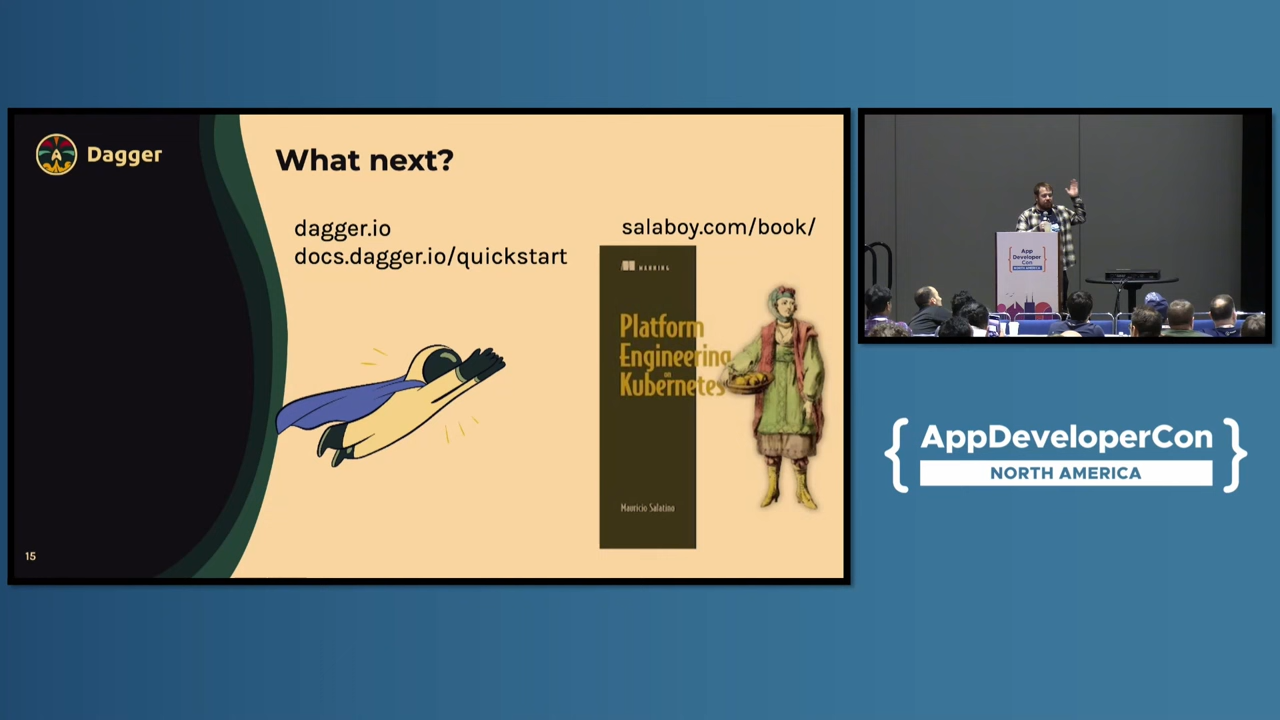 Dagger
What next?
dagger.io
docs.dagger.io/quickstart
salaboy.com/book/
MANNING
Platform
Engineering
on
Kubernetes
Mauricio Salatino
15
App
Developer
Con
NORTH AMERICA
{ AppDeveloperCon }
NORTH AMERICA